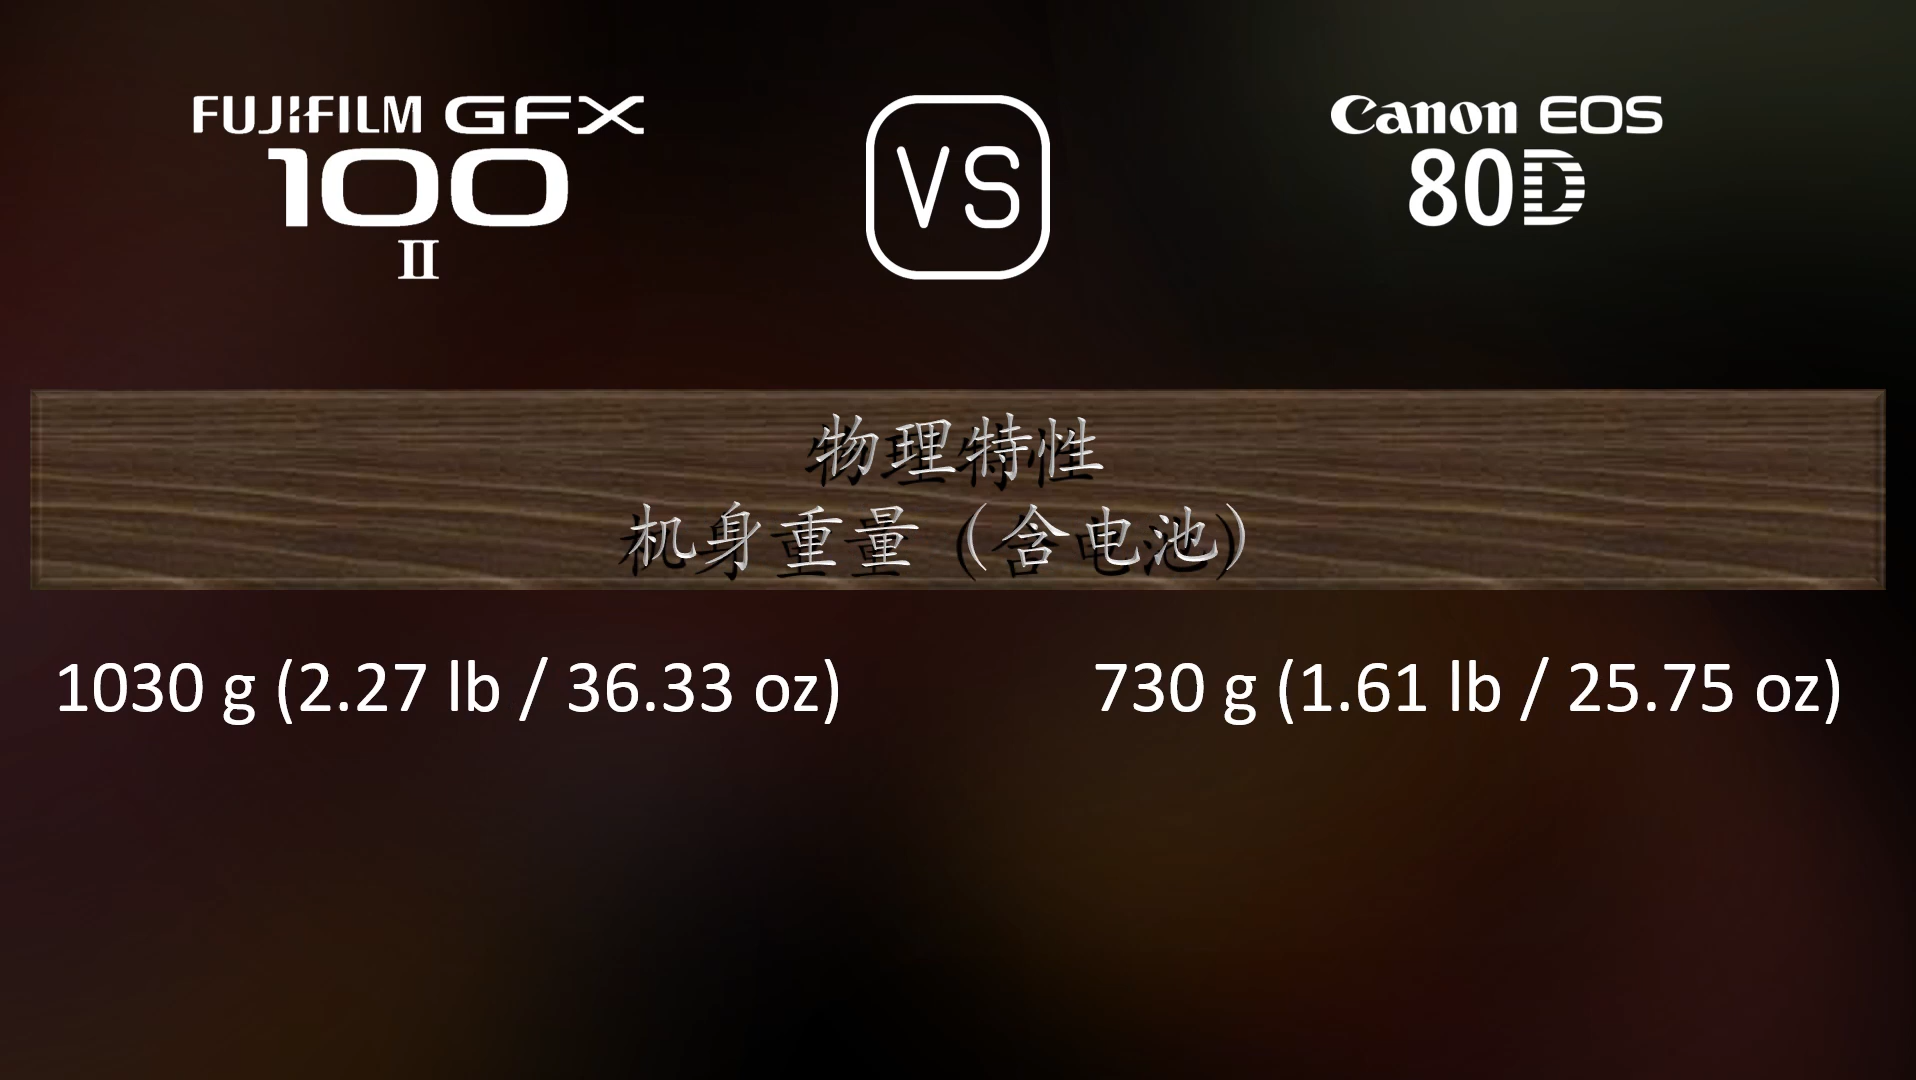 FUJIFILM GFX
100
II
VS
Canon EOS
80D
物理特性
机身重量（含电池）
1030 g (2.27 lb / 36.33 oz)
730 g (1.61 lb / 25.75 oz)